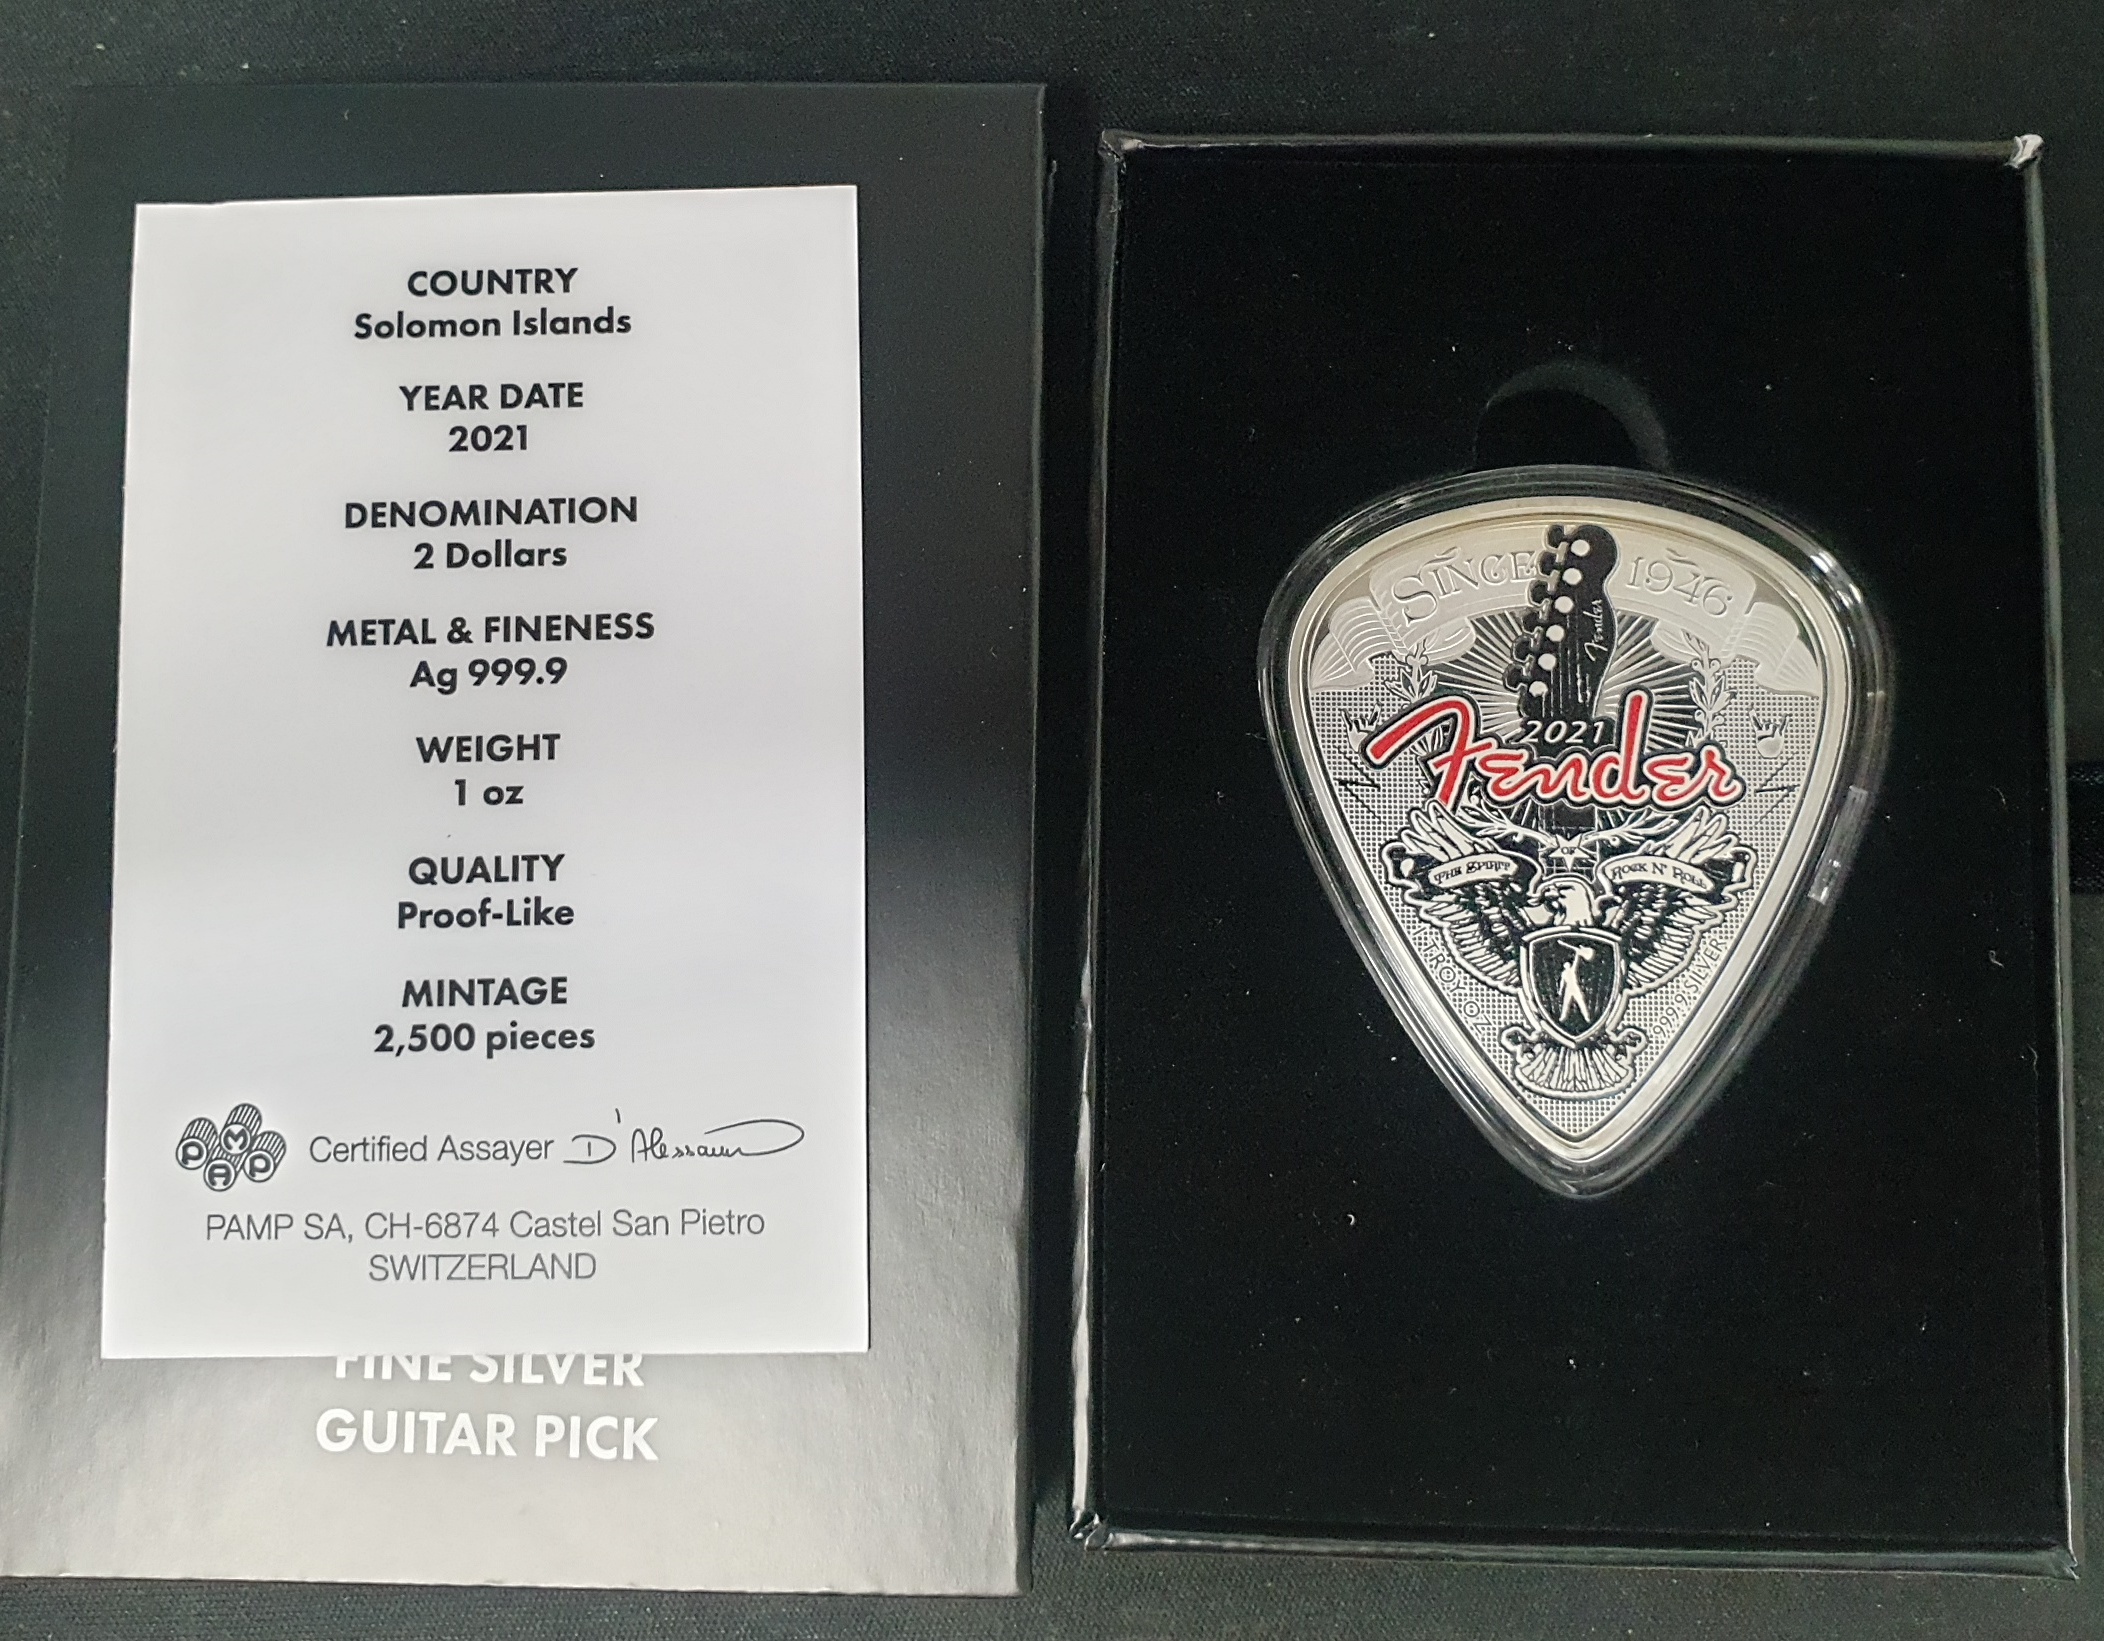 COUNTRY
Solomon Islands
YEAR DATE
2021
DENOMINATION
2 Dollars
METAL & FINENESS
Ag 999.9
WEIGHT
1 oz
QUALITY
Proof-Like
MINTAGE
2,500 pieces
PAMP
Certified Assayer D'Alessandro
PAMP SA, CH-6874 Castel San Pietro
SWITZERLAND
FINE SILVER
GUITAR PICK
SINCE 1946
Fender
2021
Fender
THE SPIRIT OF ROCK N' ROLL
1 TROY OZ
999.9 SILVER